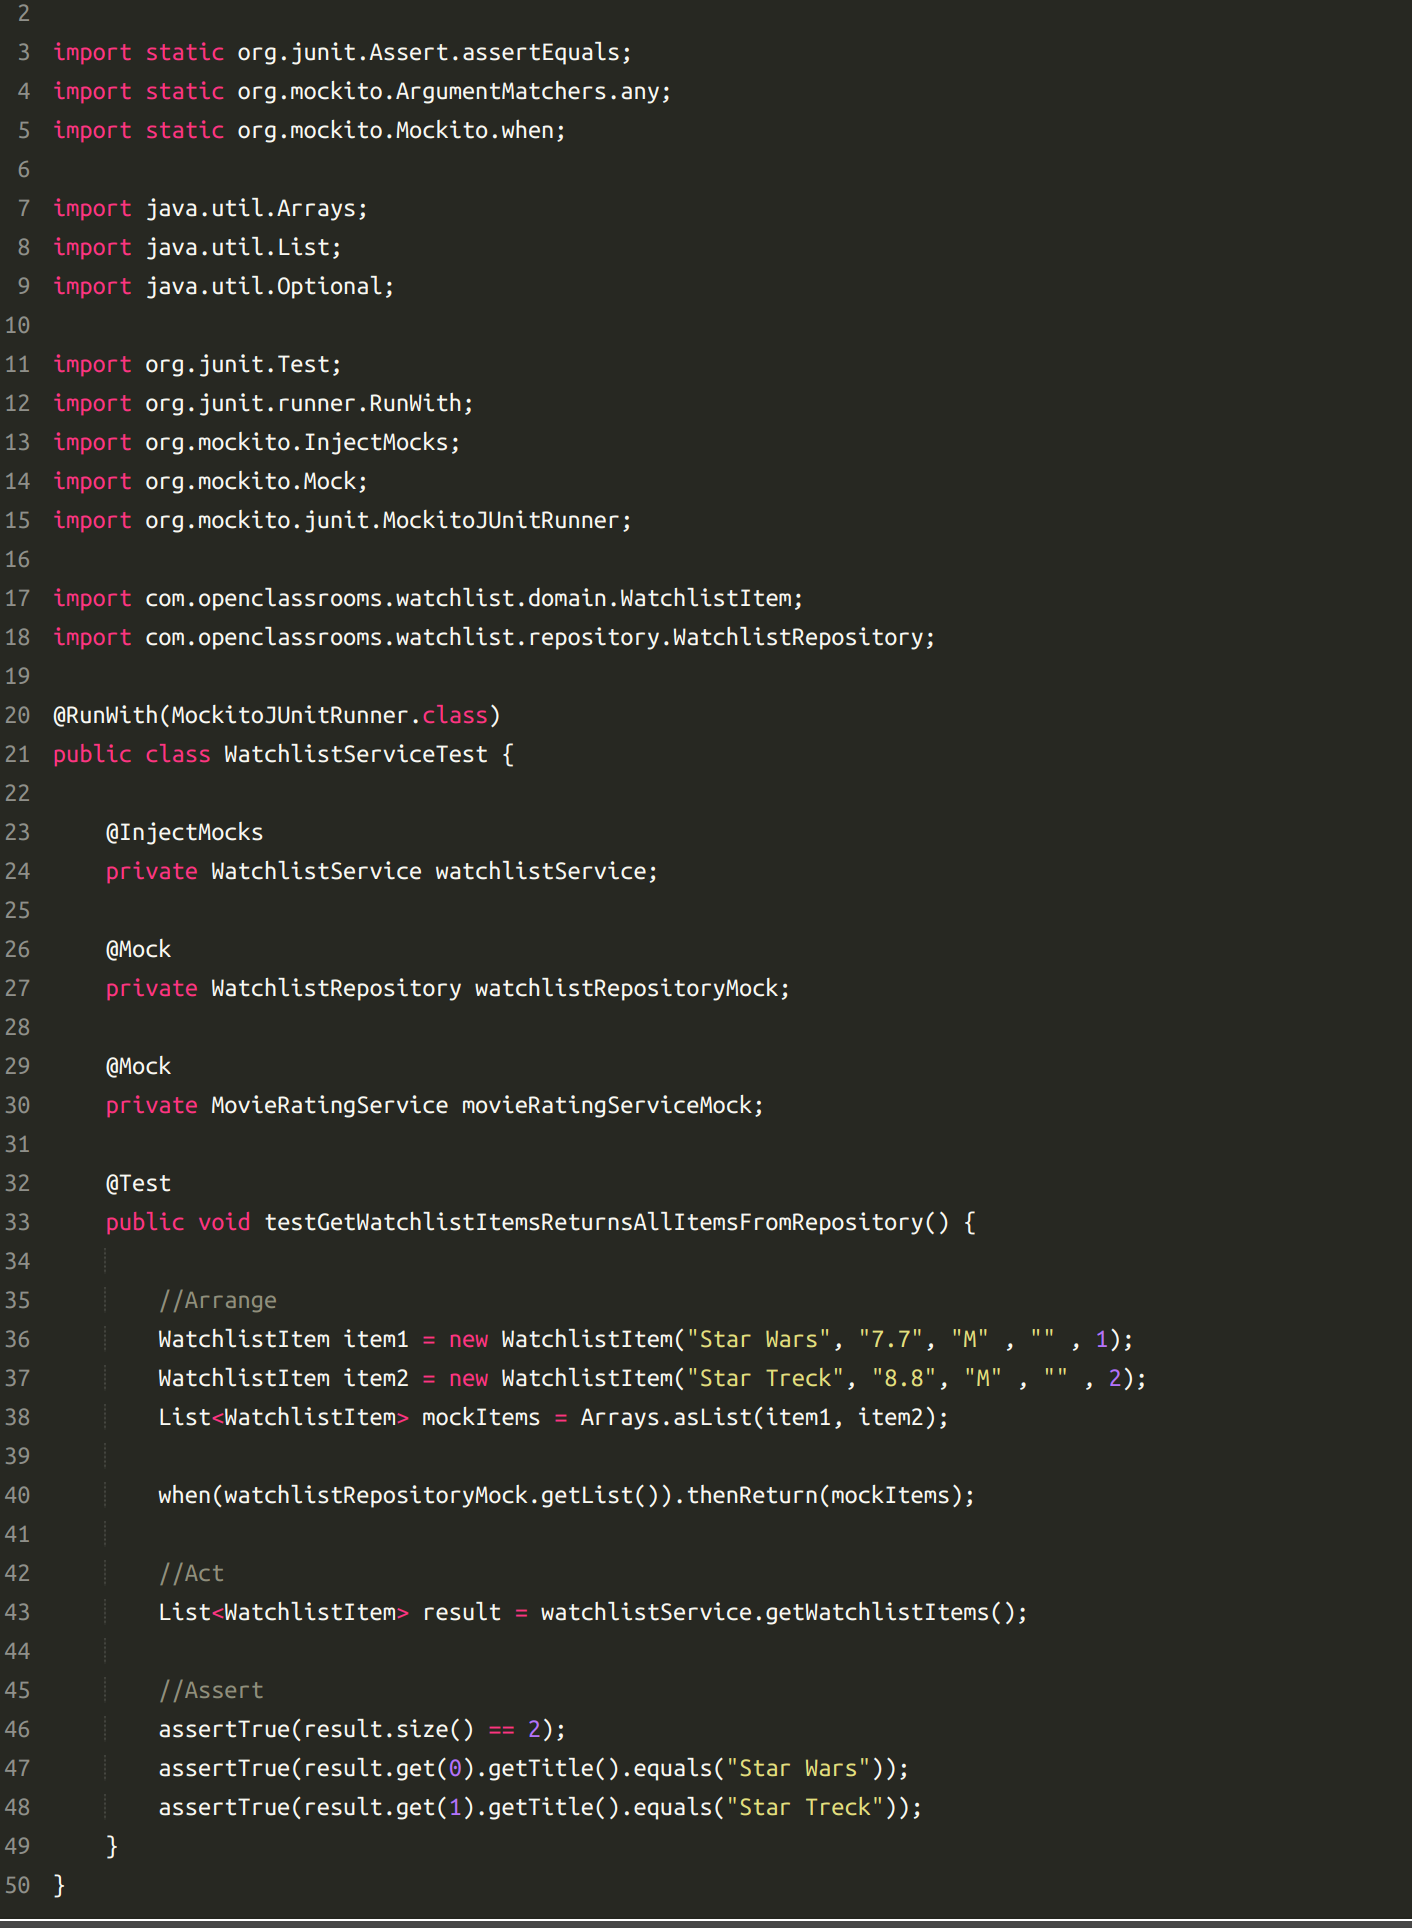 2
3 import static org.junit.Assert.assertEquals;
4 import static org.mockito.ArgumentMatchers.any;
5 import static org.mockito.Mockito.when;
6
7 import java.util.Arrays;
8 import java.util.List;
9 import java.util.Optional;
10
11 import org.junit.Test;
12 import org.junit.runner.RunWith;
13 import org.mockito.InjectMocks;
14 import org.mockito.Mock;
15 import org.mockito.junit.MockitoJUnitRunner;
16
17 import com.openclassrooms.watchlist.domain.WatchlistItem;
18 import com.openclassrooms.watchlist.repository.WatchlistRepository;
19
20 @RunWith(MockitoJUnitRunner.class)
21 public class WatchlistServiceTest {
22
23     @InjectMocks
24     private WatchlistService watchlistService;
25
26     @Mock
27     private WatchlistRepository watchlistRepositoryMock;
28
29     @Mock
30     private MovieRatingService movieRatingServiceMock;
31
32     @Test
33     public void testGetWatchlistItemsReturnsAllItemsFromRepository() {
34
35         //Arrange
36         WatchlistItem item1 = new WatchlistItem("Star Wars", "7.7", "M" , "" , 1);
37         WatchlistItem item2 = new WatchlistItem("Star Treck", "8.8", "M" , "" , 2);
38         List<WatchlistItem> mockItems = Arrays.asList(item1, item2);
39
40         when(watchlistRepositoryMock.getList()).thenReturn(mockItems);
41
42         //Act
43         List<WatchlistItem> result = watchlistService.getWatchlistItems();
44
45         //Assert
46         assertTrue(result.size() == 2);
47         assertTrue(result.get(0).getTitle().equals("Star Wars"));
48         assertTrue(result.get(1).getTitle().equals("Star Treck"));
49     }
50 }